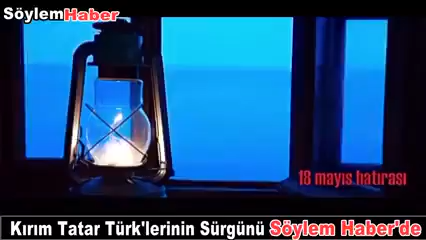 SöylemHaber
18 mayıs hatırası
Kırım Tatar Türk'lerinin Sürgünü Söylem Haber'de